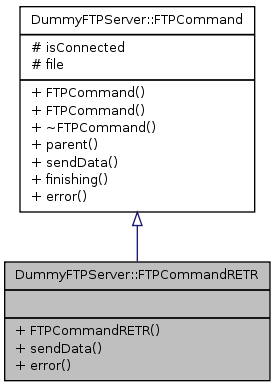 DummyFTPServer::FTPCommand
# isConnected
# file
+ FTPCommand()
+ FTPCommand()
+ ~FTPCommand()
+ parent()
+ sendData()
+ finishing()
+ error()
DummyFTPServer::FTPCommandRETR
+ FTPCommandRETR()
+ sendData()
+ error()